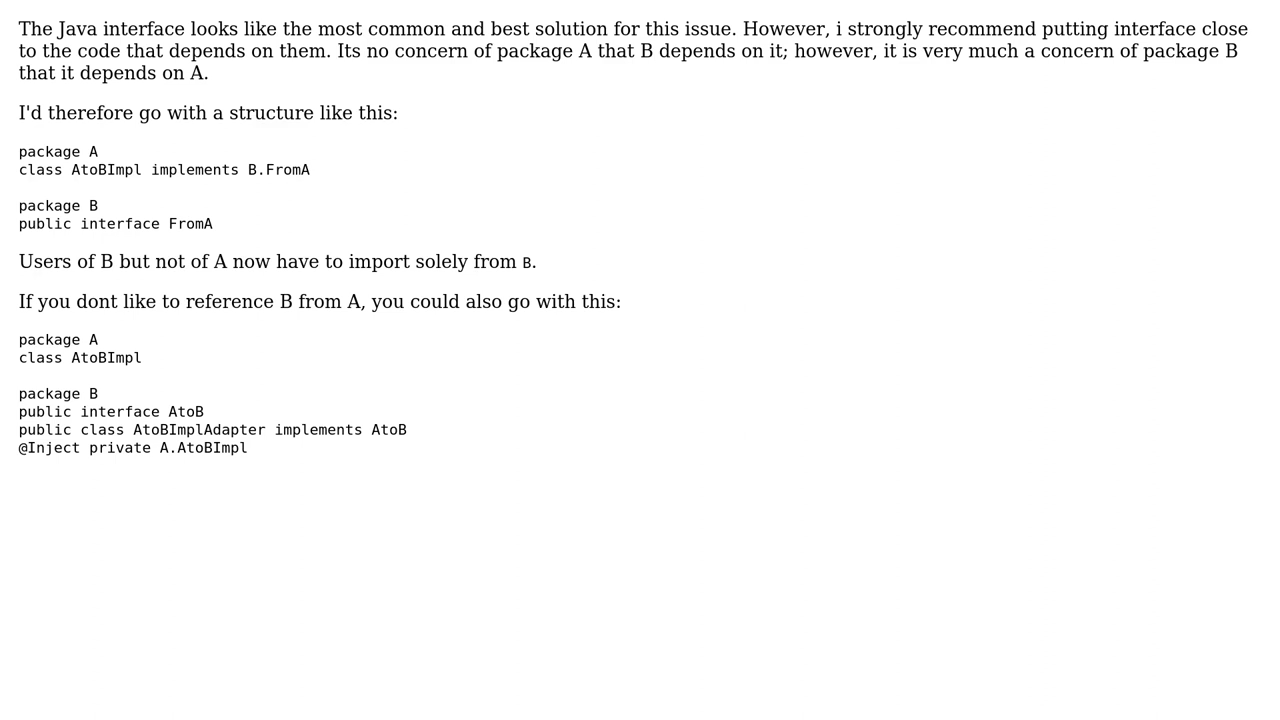 The Java interface looks like the most common and best solution for this issue. However, i strongly recommend putting interface close
to the code that depends on them. Its no concern of package A that B depends on it; however, it is very much a concern of package B
that it depends on A.
I'd therefore go with a structure like this:
package A
class AtoBImpl implements B.FromA
package B
public interface FromA
Users of B but not of A now have to import solely from B.
If you dont like to reference B from A, you could also go with this:
package A
class AtoBImpl
package B
public interface AtoB
public class AtoBImplAdapter implements AtoB
@Inject private A.AtoBImpl